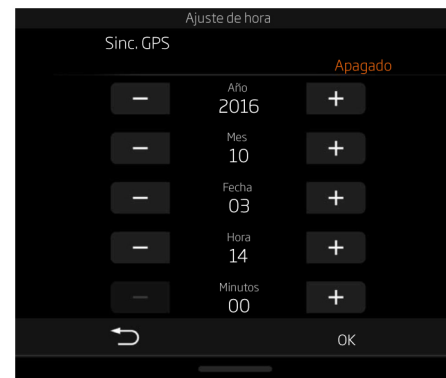 Ajuste de hora
Sinc. GPS
Apagado
Año
2016
Mes
10
Fecha
03
Hora
14
Minutos
00
OK